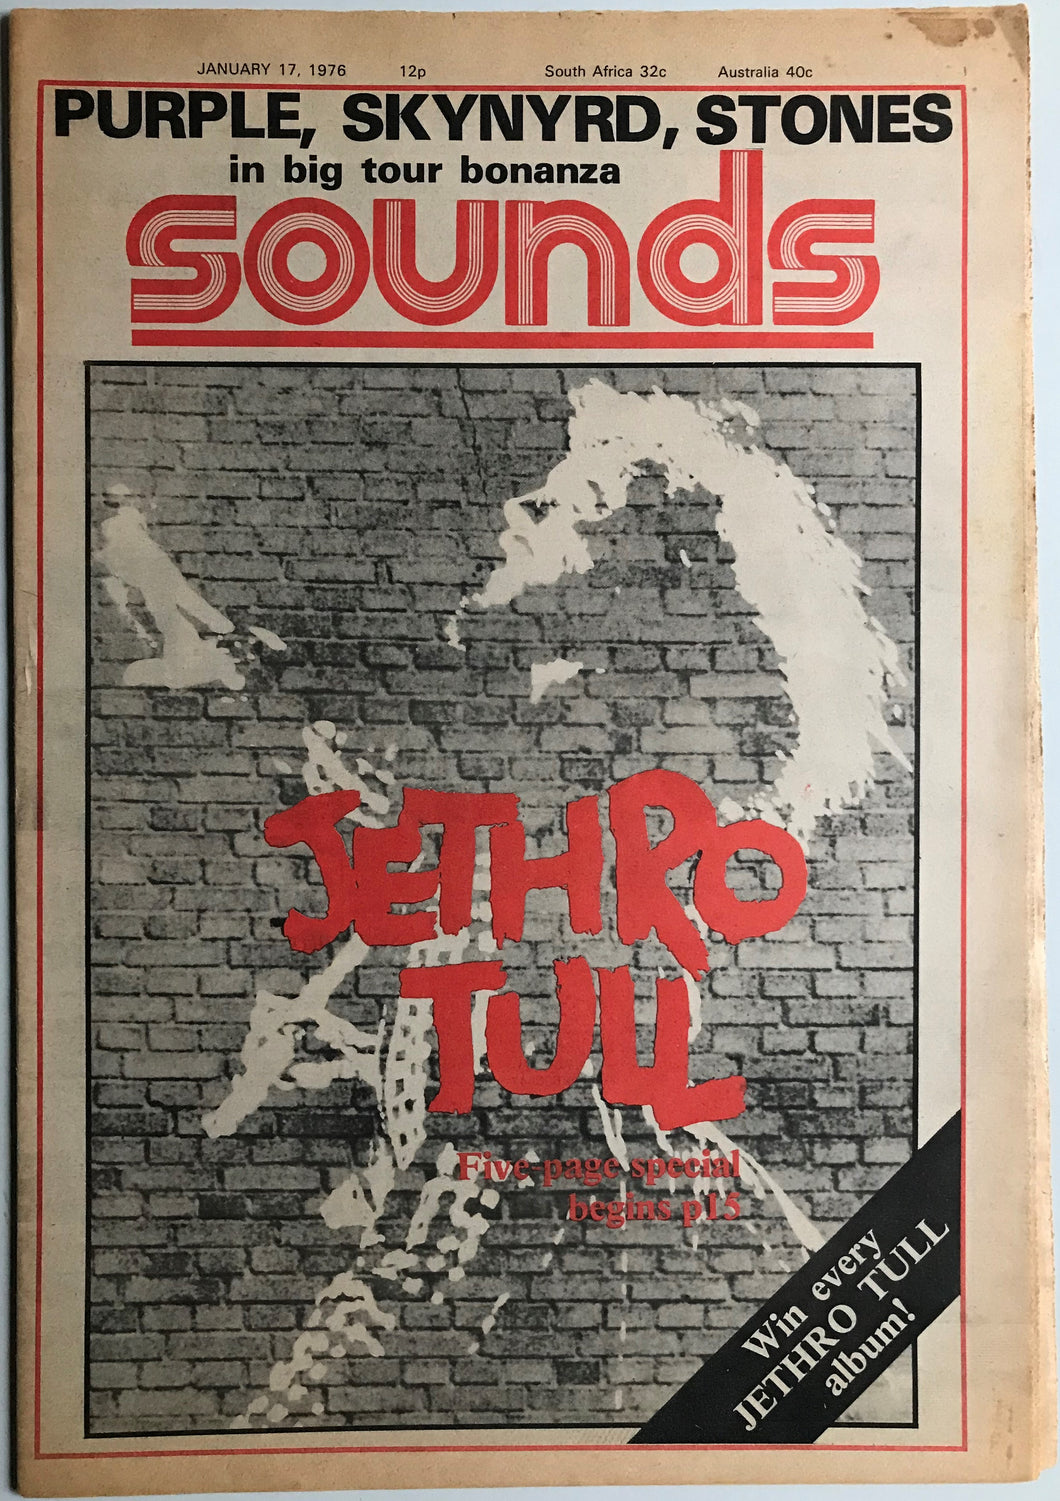 JANUARY 17, 1976 12p South Africa 32c Australia 40c
PURPLE, SKYNYRD, STONES
in big tour bonanza
sounds
JETHRO
TULL
Five-page special
begins p15
Win every
JETHRO TULL
album!